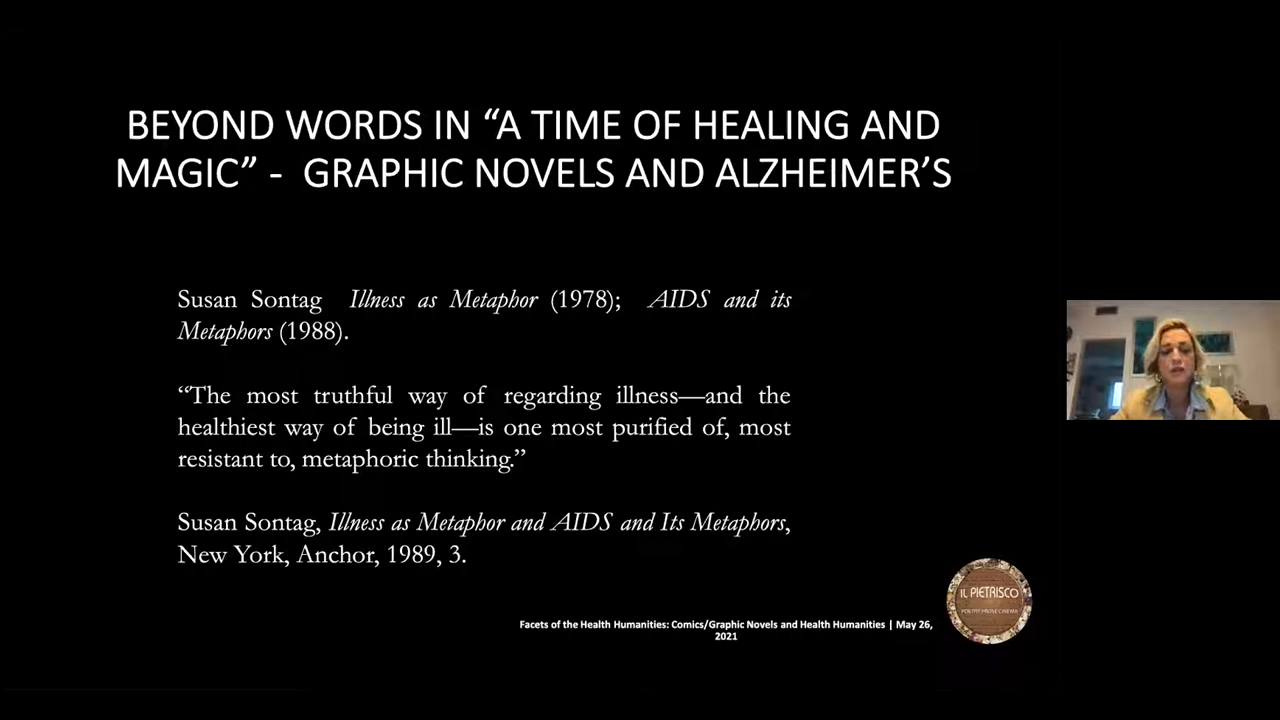 BEYOND WORDS IN “A TIME OF HEALING AND
MAGIC” - GRAPHIC NOVELS AND ALZHEIMER’S
Susan Sontag Illness as Metaphor (1978); AIDS and its
Metaphors (1988).
“The most truthful way of regarding illness—and the
healthiest way of being ill—is one most purified of, most
resistant to, metaphoric thinking.”
Susan Sontag, Illness as Metaphor and AIDS and Its Metaphors,
New York, Anchor, 1989, 3.
IL PIETRISCO
POETRY PROSE CINEMA
Facets of the Health Humanities: Comics/Graphic Novels and Health Humanities | May 26,
2021